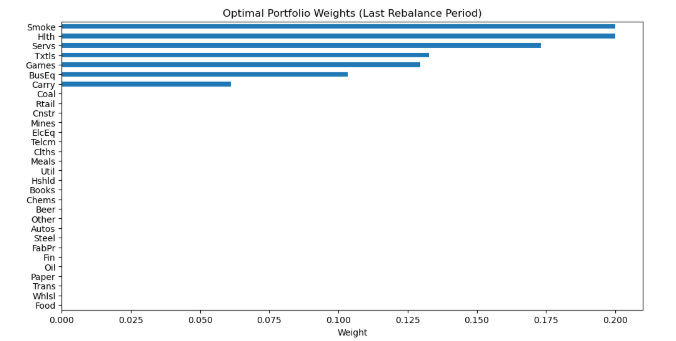 Optimal Portfolio Weights (Last Rebalance Period)
Smoke
Hlth
Servs
Txtls
Games
BusEq
Carry
Coal
Rtail
Cnstr
Mines
ElcEq
Telcm
Clths
Meals
Util
Hshld
Books
Chems
Beer
Other
Autos
Steel
FabPr
Fin
Oil
Paper
Trans
Whlsl
Food
0.000 0.025 0.050 0.075 0.100 0.125 0.150 0.175 0.200
Weight